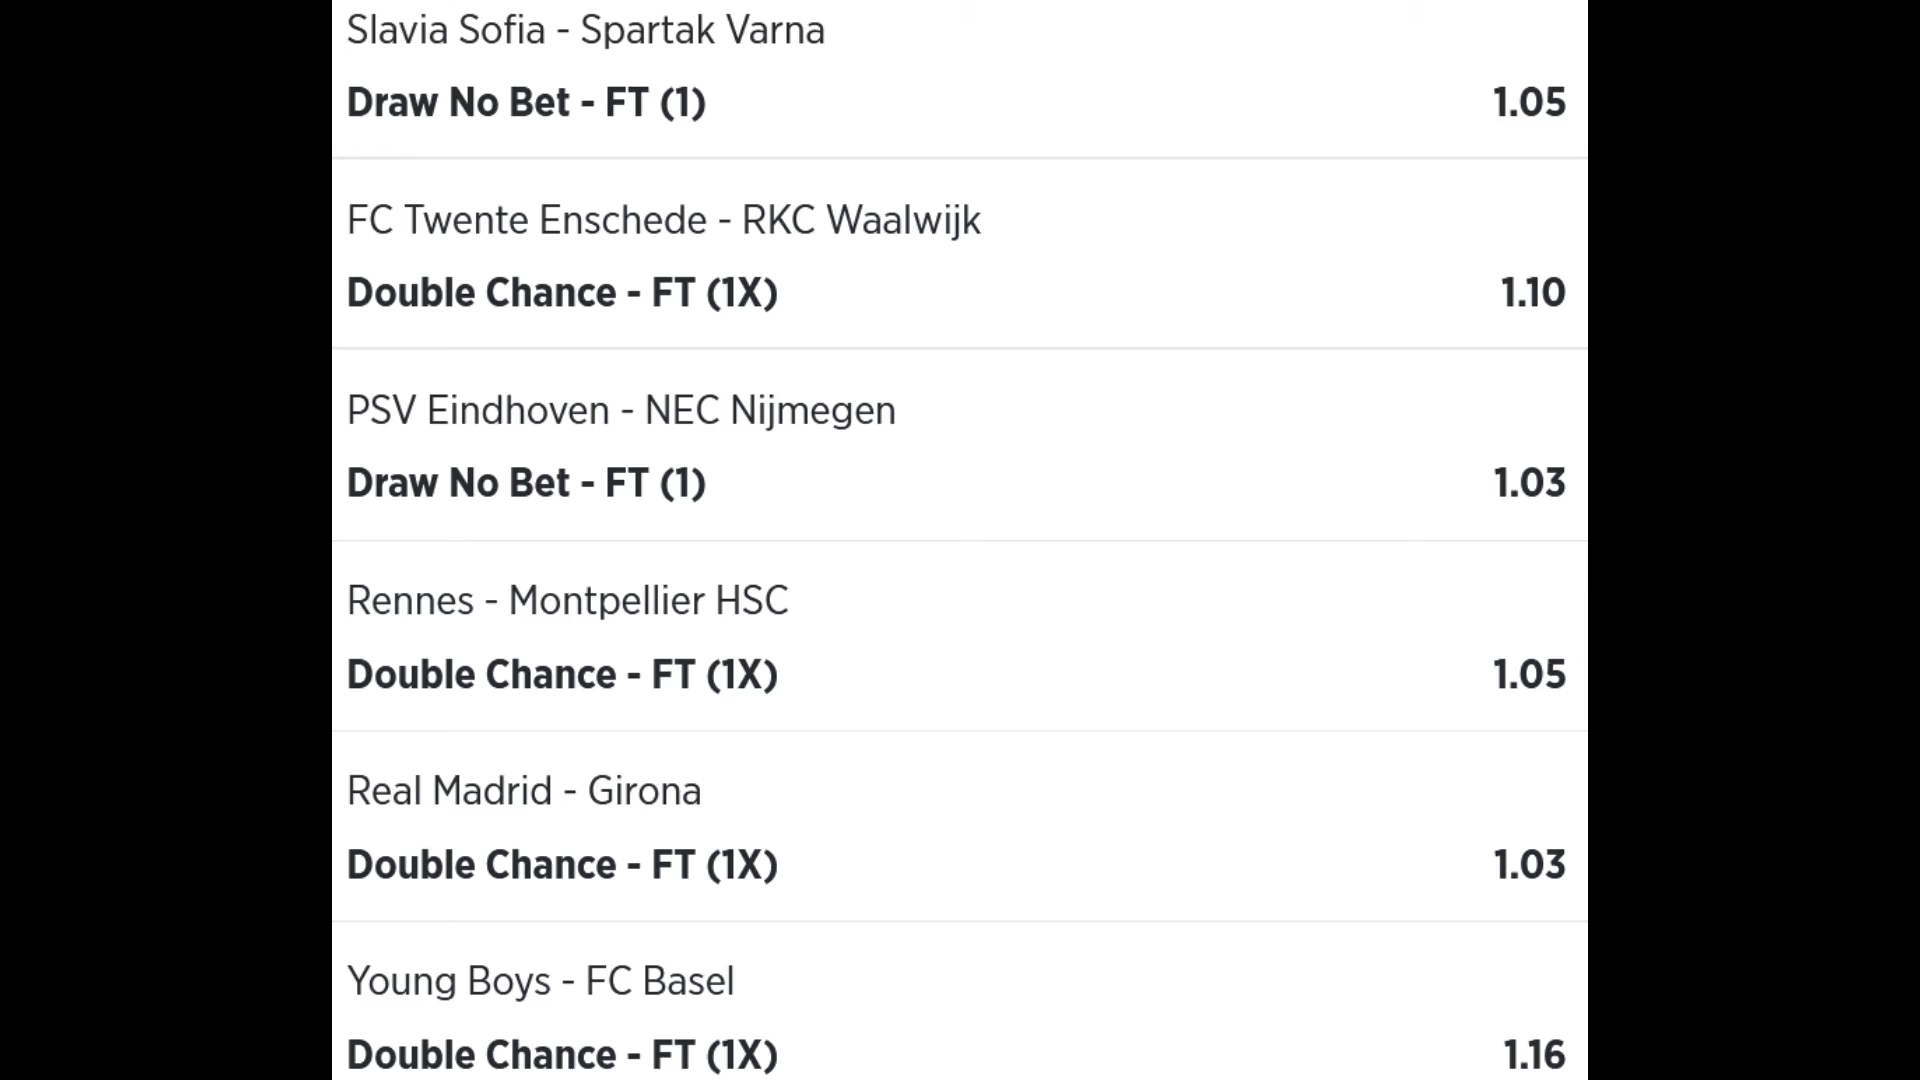 Slavia Sofia - Spartak Varna
Draw No Bet - FT (1) 1.05
FC Twente Enschede - RKC Waalwijk
Double Chance - FT (1X) 1.10
PSV Eindhoven - NEC Nijmegen
Draw No Bet - FT (1) 1.03
Rennes - Montpellier HSC
Double Chance - FT (1X) 1.05
Real Madrid - Girona
Double Chance - FT (1X) 1.03
Young Boys - FC Basel
Double Chance - FT (1X) 1.16